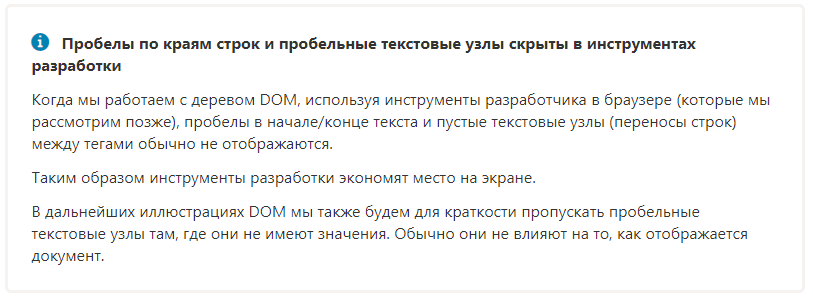 Пробелы по краям строк и пробельные текстовые узлы скрыты в инструментах
разработки
Когда мы работаем с деревом DOM, используя инструменты разработчика в браузере (которые мы
рассмотрим позже), пробелы в начале/конце текста и пустые текстовые узлы (переносы строк)
между тегами обычно не отображаются.
Таким образом инструменты разработки экономят место на экране.
В дальнейших иллюстрациях DOM мы также будем для краткости пропускать пробельные
текстовые узлы там, где они не имеют значения. Обычно они не влияют на то, как отображается
документ.